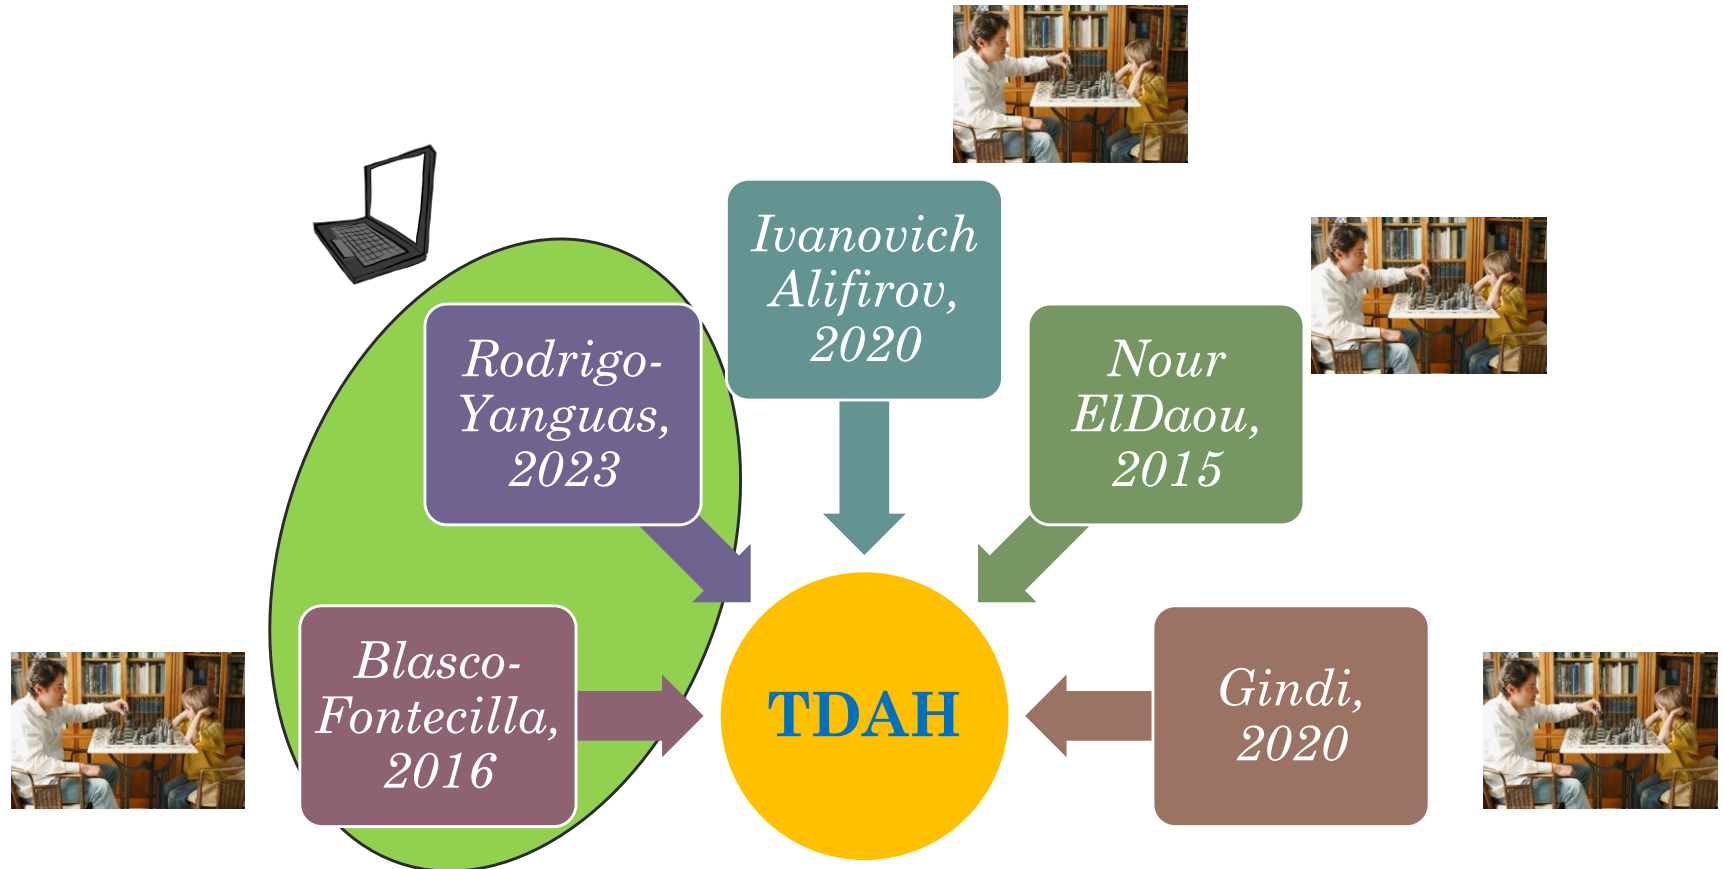 Ivanovich
Alifirov,
2020
Rodrigo-
Yanguas,
2023
Nour
ElDaou,
2015
Blasco-
Fontecilla,
2016
TDAH
Gindi,
2020